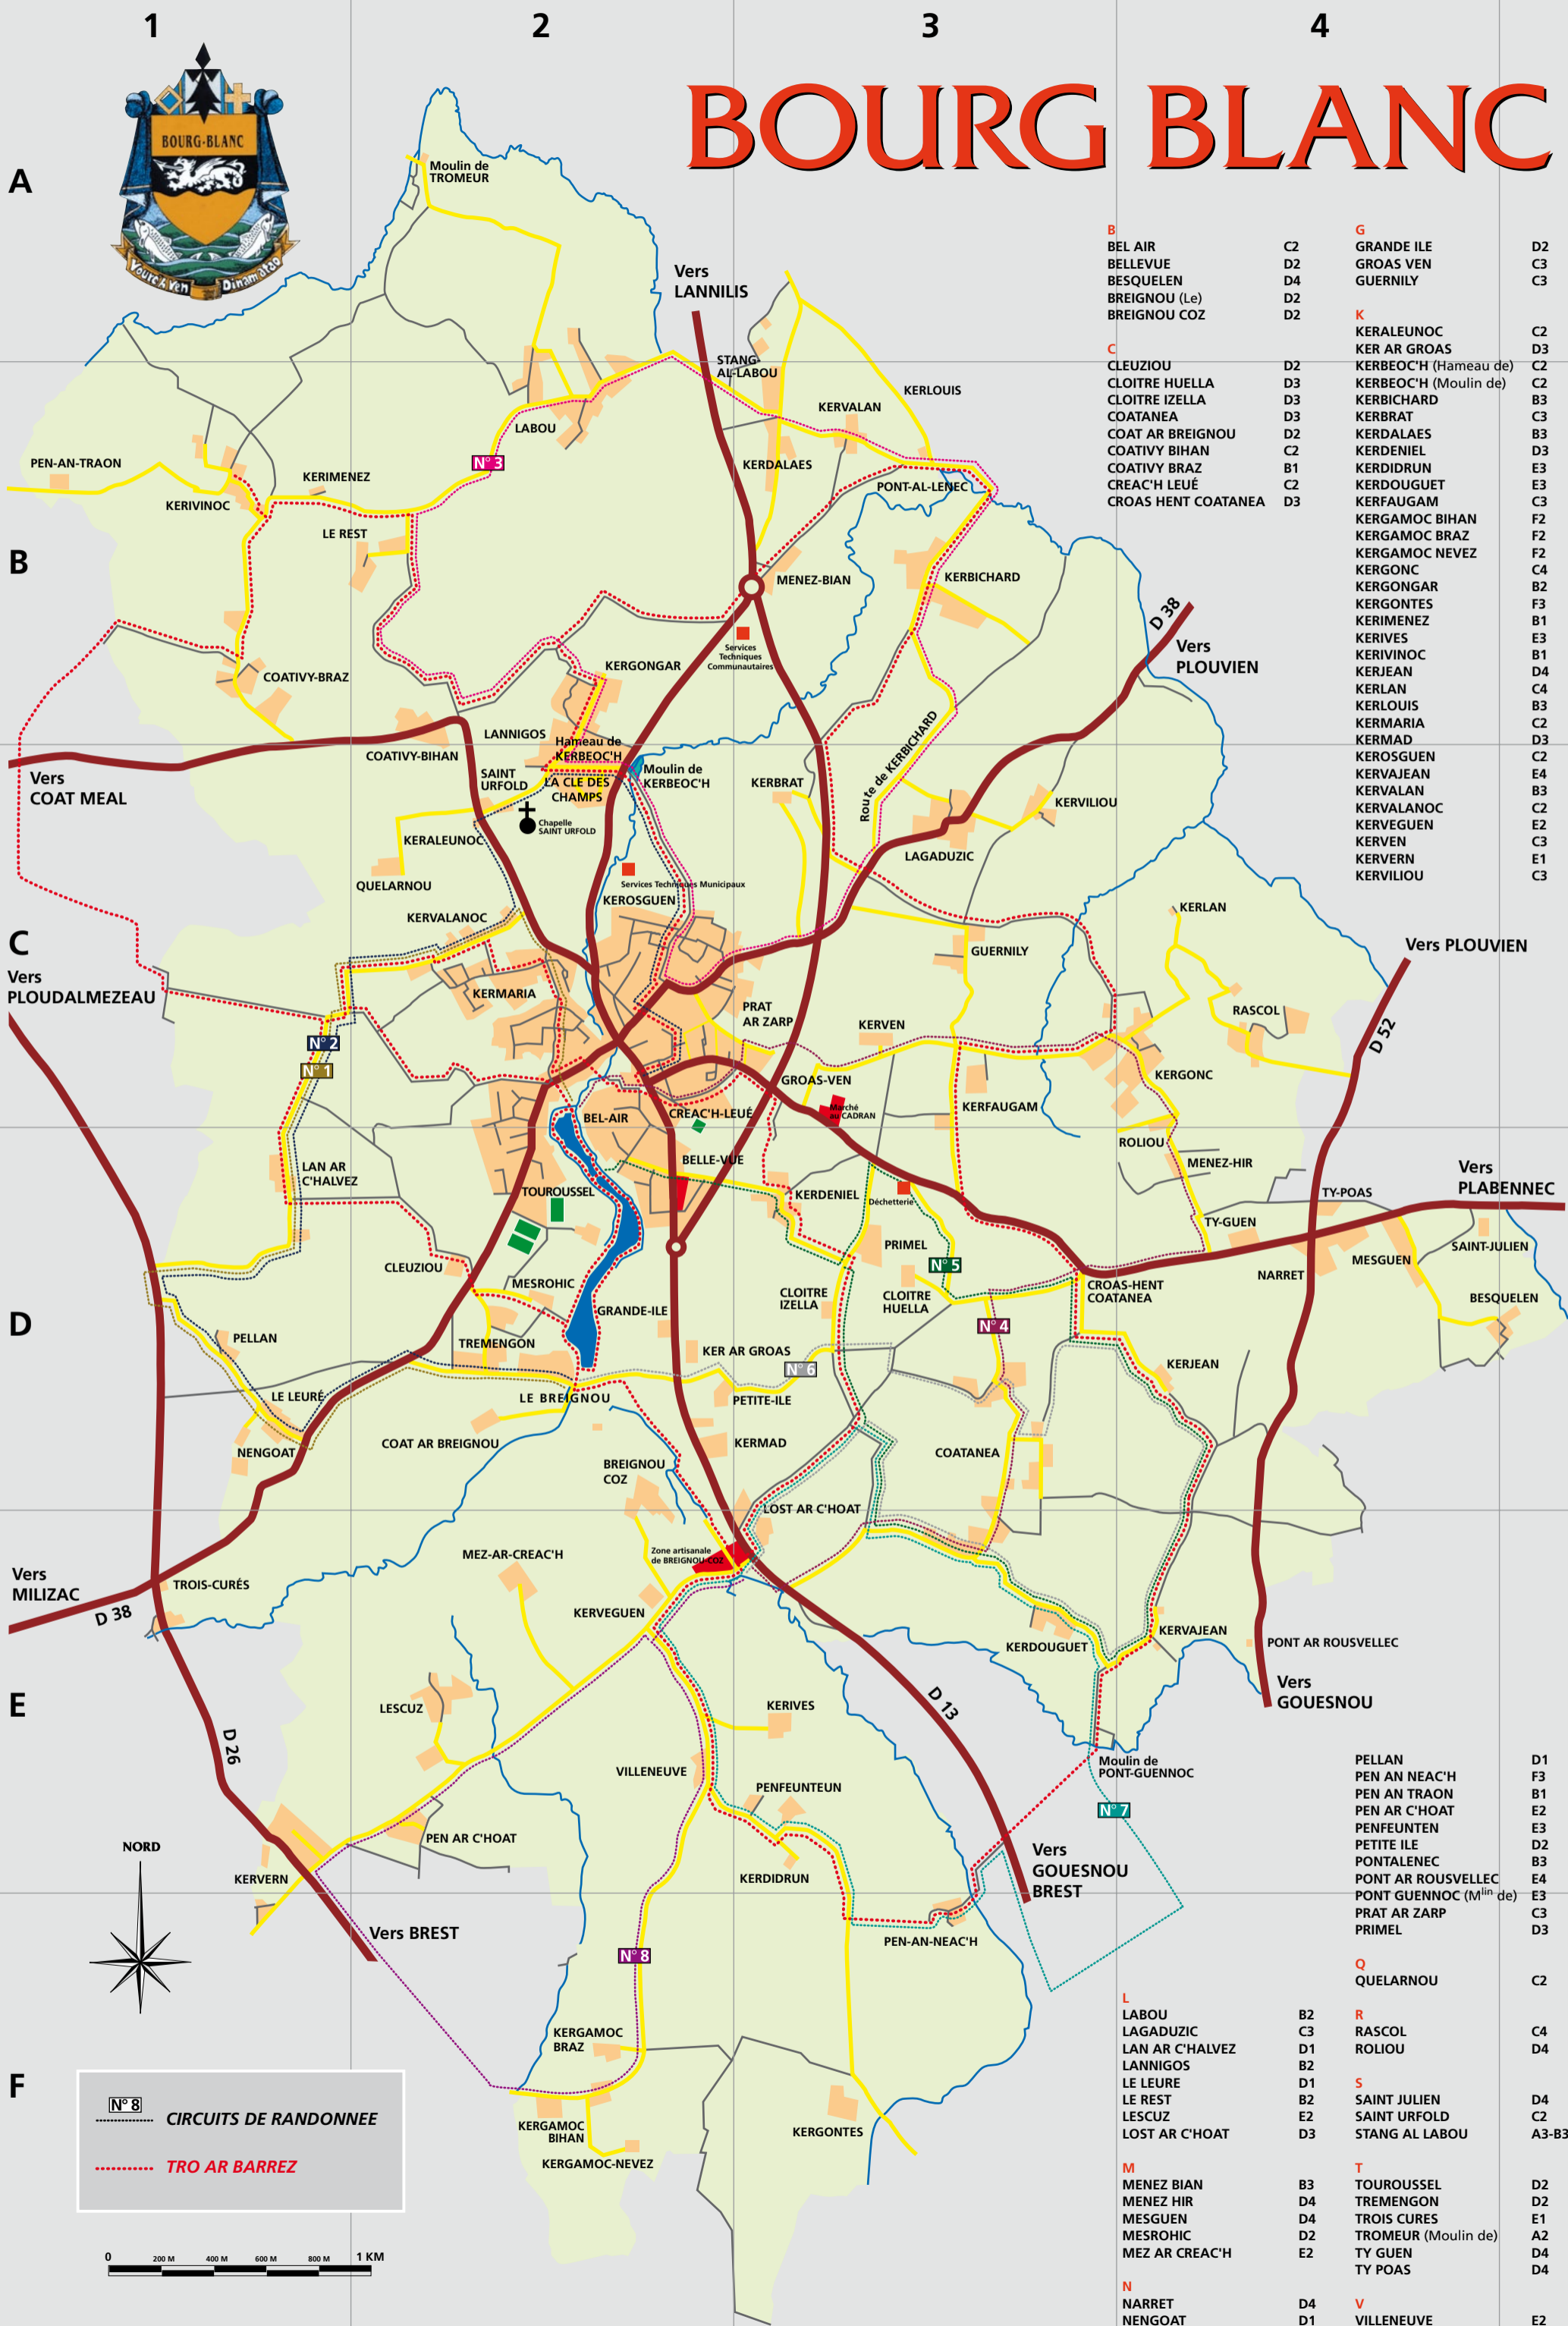 1 2 3 4
BOURG BLANC
BOURG-BLANC
A
B
C
D
E
F
Moulin de
TROMEUR
Vers
LANNILIS
STANG-
AL-LABOU
KERLOUIS
KERVALAN
LABOU
N° 3
KERDALAES
PEN-AN-TRAON
KERIMENEZ
KERIVINOC
PONT-AL-LENEC
LE REST
MENEZ-BIAN
KERBICHARD
D 38
Vers
PLOUVIEN
Services
Techniques
Communautaires
KERGONGAR
COATIVY-BRAZ
LANNIGOS
Hameau de
KERBEOC'H
COATIVY-BIHAN
Route de KERBICHARD
Vers
COAT MEAL
SAINT
URFOLD
LA CLE DES
CHAMPS
Moulin de
KERBEOC'H
KERBRAT
KERVILIOU
Chapelle
SAINT URFOLD
KERALEUNOC
LAGADUZIC
QUELARNOU
Services Techniques Municipaux
KEROSGUEN
KERVALANOC
KERLAN
GUERNILY
Vers PLOUVIEN
Vers
PLOUDALMEZEAU
KERMARIA
PRAT
AR ZARP
RASCOL
KERVEN
D 52
N° 2
N° 1
GROAS-VEN
KERGONC
Marché
au CADRAN
KERFAUGAM
BEL-AIR
CREAC'H-LEUÉ
ROLIOU
BELLE-VUE
MENEZ-HIR
LAN AR
C'HALVEZ
Vers
PLABENNEC
TOUROUSSEL
KERDENIEL
Déchetterie
TY-POAS
TY-GUEN
PRIMEL
SAINT-JULIEN
CLEUZIOU
N° 5
MESGUEN
NARRET
MESROHIC
CROAS-HENT
COATANEA
CLOITRE
IZELLA
CLOITRE
HUELLA
GRANDE-ILE
BESQUELEN
N° 4
PELLAN
TREMENGON
KER AR GROAS
N° 6
KERJEAN
LE LEURÉ
LE BREIGNOU
PETITE-ILE
COAT AR BREIGNOU
KERMAD
NENGOAT
COATANEA
BREIGNOU
COZ
LOST AR C'HOAT
MEZ-AR-CREAC'H
Zone artisanale
de BREIGNOU-COZ
Vers
MILIZAC
TROIS-CURÉS
D 38
KERVEGUEN
KERVAJEAN
KERDOUGUET
PONT AR ROUSVELLEC
Vers
GOUESNOU
LESCUZ
KERIVES
D 13
D 26
VILLENEUVE
Moulin de
PONT-GUENNOC
PENFEUNTEUN
N° 7
PEN AR C'HOAT
NORD
Vers
GOUESNOU
BREST
KERVERN
KERDIDRUN
Vers BREST
PEN-AN-NEAC'H
N° 8
KERGAMOC
BRAZ
KERGAMOC
BIHAN
KERGONTES
KERGAMOC-NEVEZ
N° 8
CIRCUITS DE RANDONNEE
TRO AR BARREZ
0 200 M 400 M 600 M 800 M 1 KM
B
BEL AIR C2
BELLEVUE D2
BESQUELEN D4
BREIGNOU (Le) D2
BREIGNOU COZ D2
C
CLEUZIOU D2
CLOITRE HUELLA D3
CLOITRE IZELLA D3
COATANEA D3
COAT AR BREIGNOU D2
COATIVY BIHAN C2
COATIVY BRAZ B1
CREAC'H LEUÉ C2
CROAS HENT COATANEA D3
G
GRANDE ILE D2
GROAS VEN C3
GUERNILY C3
K
KERALEUNOC C2
KER AR GROAS D3
KERBEOC'H (Hameau de) C2
KERBEOC'H (Moulin de) C2
KERBICHARD B3
KERBRAT C3
KERDALAES B3
KERDENIEL D3
KERDIDRUN E3
KERDOUGUET E3
KERFAUGAM C3
KERGAMOC BIHAN F2
KERGAMOC BRAZ F2
KERGAMOC NEVEZ F2
KERGONC C4
KERGONGAR B2
KERGONTES F3
KERIMENEZ B1
KERIVES E3
KERIVINOC B1
KERJEAN D4
KERLAN C4
KERLOUIS B3
KERMARIA C2
KERMAD D3
KEROSGUEN C2
KERVAJEAN E4
KERVALAN B3
KERVALANOC C2
KERVEGUEN E2
KERVEN C3
KERVERN E1
KERVILIOU C3
L
LABOU B2
LAGADUZIC C3
LAN AR C'HALVEZ D1
LANNIGOS B2
LE LEURE D1
LE REST B2
LESCUZ E2
LOST AR C'HOAT D3
M
MENEZ BIAN B3
MENEZ HIR D4
MESGUEN D4
MESROHIC D2
MEZ AR CREAC'H E2
N
NARRET D4
NENGOAT D1
PELLAN D1
PEN AN NEAC'H F3
PEN AN TRAON B1
PEN AR C'HOAT E2
PENFEUNTEN E3
PETITE ILE D2
PONTALENEC B3
PONT AR ROUSVELLEC E4
PONT GUENNOC (Mlin de) E3
PRAT AR ZARP C3
PRIMEL D3
Q
QUELARNOU C2
R
RASCOL C4
ROLIOU D4
S
SAINT JULIEN D4
SAINT URFOLD C2
STANG AL LABOU A3-B3
T
TOUROUSSEL D2
TREMENGON D2
TROIS CURES E1
TROMEUR (Moulin de) A2
TY GUEN D4
TY POAS D4
V
VILLENEUVE E2